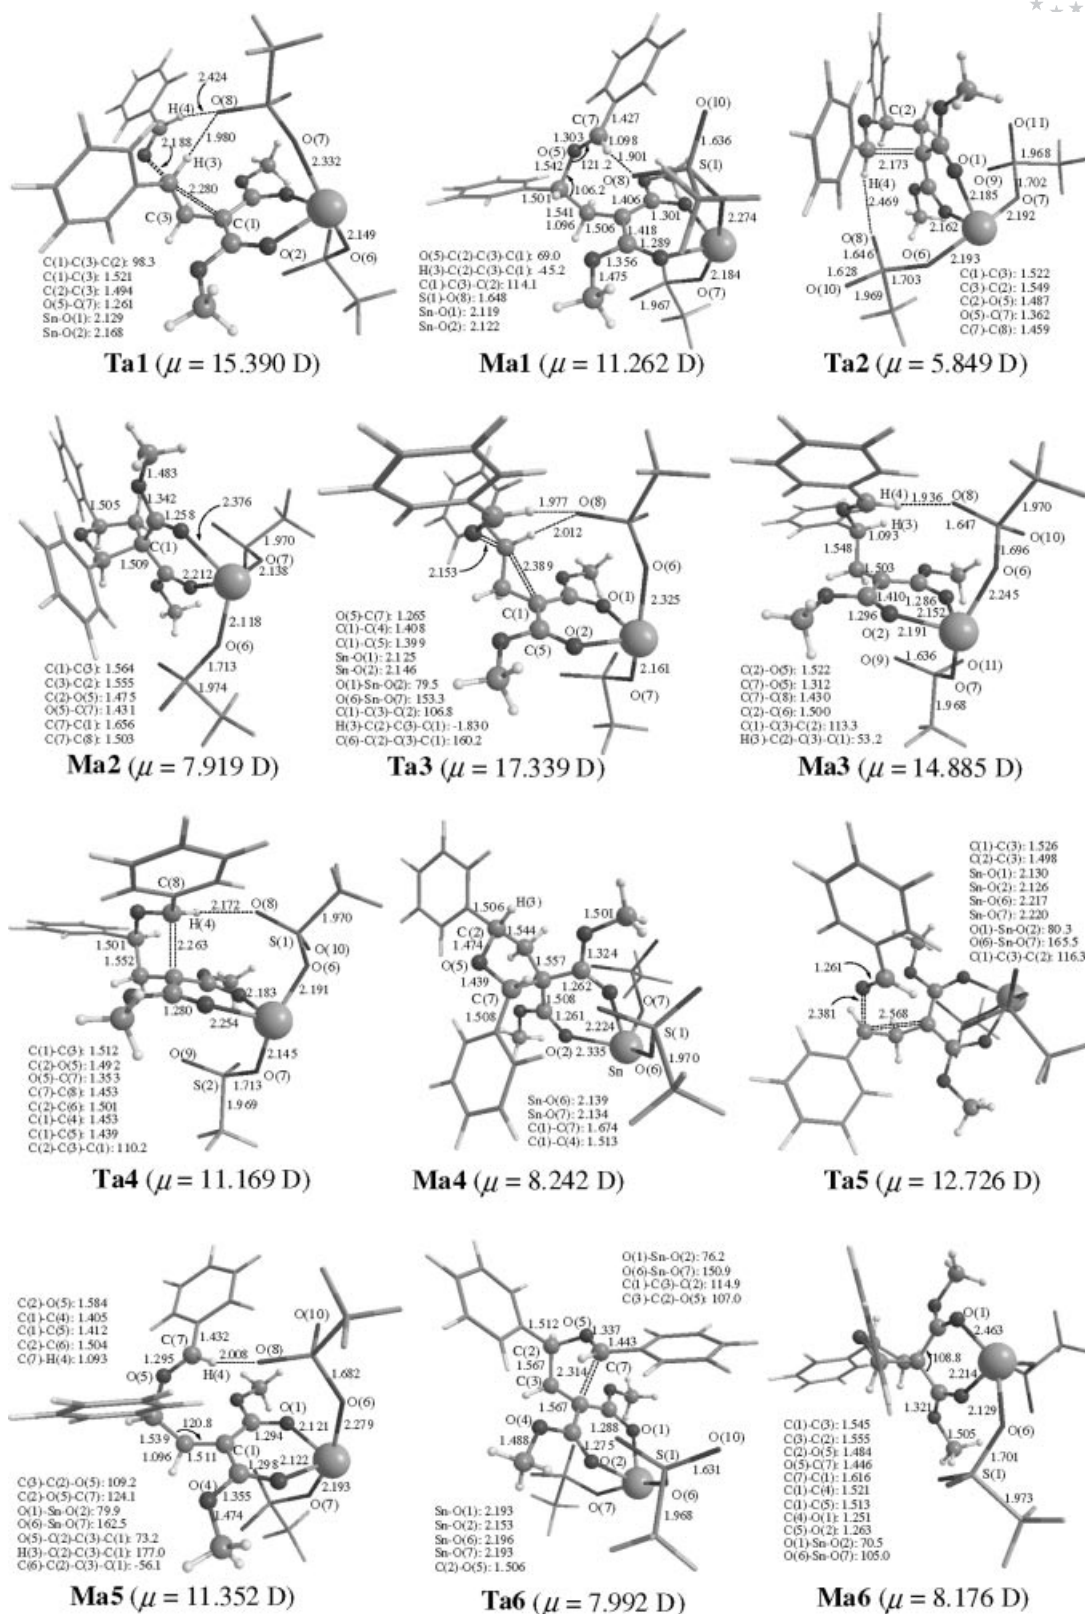 2.424
O(8)
H(4)
1.980
O(7)
2.188
H(3)
2.332
2.280
C(3)
C(1)
2.149
O(2)
O(6)
C(1)-C(3)-C(2): 98.3
C(1)-C(3): 1.521
C(2)-C(3): 1.494
O(5)-C(7): 1.261
Sn-O(1): 2.129
Sn-O(2): 2.168
Ta1 (μ = 15.390 D)
O(10)
C(7)
1.427
1.303
1.098
1.636
O(5)
1.901
1.542
121.2
S(1)
O(8)
106.2
1.501
1.406
1.541
1.301
2.274
1.096
1.506
1.418
1.289
1.356
2.184
1.475
O(7)
1.967
O(5)-C(2)-C(3)-C(1): 69.0
H(3)-C(2)-C(3)-C(1): -45.2
C(1)-C(3)-C(2): 114.1
S(1)-O(8): 1.648
Sn-O(1): 2.119
Sn-O(2): 2.122
Ma1 (μ = 11.262 D)
C(2)
O(11)
2.173
O(1)
1.968
O(9)
1.702
H(4)
2.185
O(7)
2.469
2.162
2.192
O(8)
O(6)
2.193
1.646
1.628
1.703
O(10)
1.969
C(1)-C(3): 1.522
C(3)-C(2): 1.549
C(2)-O(5): 1.487
O(5)-C(7): 1.362
C(7)-C(8): 1.459
Ta2 (μ = 5.849 D)
1.483
1.505
1.342
2.376
1.258
1.970
C(1)
O(7)
1.509
2.138
2.212
2.118
O(6)
1.713
1.974
C(1)-C(3): 1.564
C(3)-C(2): 1.555
C(2)-O(5): 1.475
O(5)-C(7): 1.431
C(7)-C(1): 1.656
C(7)-C(8): 1.503
Ma2 (μ = 7.919 D)
1.977
O(8)
2.012
2.153
2.389
O(6)
O(1)
2.325
C(1)
O(2)
C(5)
2.161
O(7)
O(5)-C(7): 1.265
C(1)-C(4): 1.408
C(1)-C(5): 1.399
Sn-O(1): 2.125
Sn-O(2): 2.146
O(1)-Sn-O(2): 79.5
O(6)-Sn-O(7): 153.3
C(1)-C(3)-C(2): 106.8
H(3)-C(2)-C(3)-C(1): -1.830
C(6)-C(2)-C(3)-C(1): 160.2
Ta3 (μ = 17.339 D)
H(4)
1.936
O(8)
1.970
H(3)
1.647
1.093
O(10)
1.548
1.696
1.503
O(6)
1.410
1.286
2.245
1.296
2.152
O(2)
2.191
O(9)
1.636
O(11)
O(7)
1.968
C(2)-O(5): 1.522
C(7)-O(5): 1.312
C(7)-C(8): 1.430
C(2)-C(6): 1.500
C(1)-C(3)-C(2): 113.3
H(3)-C(2)-C(3)-C(1): 53.2
Ma3 (μ = 14.885 D)
C(8)
2.172
O(8)
H(4)
1.970
S(1)
1.501
2.263
O(10)
1.552
O(6)
2.183
2.191
1.280
2.254
O(9)
2.145
S(2)
1.713
O(7)
1.969
C(1)-C(3): 1.512
C(2)-O(5): 1.492
O(5)-C(7): 1.353
C(7)-C(8): 1.453
C(2)-C(6): 1.501
C(1)-C(4): 1.453
C(1)-C(5): 1.439
C(2)-C(3)-C(1): 110.2
Ta4 (μ = 11.169 D)
1.506
H(3)
1.501
C(2)
1.544
1.474
1.324
O(5)
1.557
1.262
1.439
O(7)
C(7)
1.508
1.508
1.261
2.224
S(1)
O(2)
2.335
1.970
Sn
O(6)
Sn-O(6): 2.139
Sn-O(7): 2.134
C(1)-C(7): 1.674
C(1)-C(4): 1.513
Ma4 (μ = 8.242 D)
C(1)-C(3): 1.526
C(2)-C(3): 1.498
Sn-O(1): 2.130
Sn-O(2): 2.126
Sn-O(6): 2.217
Sn-O(7): 2.220
O(1)-Sn-O(2): 80.3
O(6)-Sn-O(7): 165.5
C(1)-C(3)-C(2): 116.3
1.261
2.381
2.568
Ta5 (μ = 12.726 D)
C(2)-O(5): 1.584
C(1)-C(4): 1.405
C(1)-C(5): 1.412
C(2)-C(6): 1.504
C(7)-H(4): 1.093
O(10)
C(7)
1.432
1.295
2.008
O(8)
H(4)
O(5)
1.682
O(6)
O(1)
120.8
2.121
2.279
1.539
1.294
C(1)
1.096
1.511
1.298
2.122
O(4)
2.193
1.355
O(7)
1.474
C(3)-C(2)-O(5): 109.2
C(2)-O(5)-C(7): 124.1
O(1)-Sn-O(2): 79.9
O(6)-Sn-O(7): 162.5
O(5)-C(2)-C(3)-C(1): 73.2
H(3)-C(2)-C(3)-C(1): 177.0
C(6)-C(2)-C(3)-C(1): -56.1
Ma5 (μ = 11.352 D)
O(1)-Sn-O(2): 76.2
O(6)-Sn-O(7): 150.9
C(1)-C(3)-C(2): 114.9
C(3)-C(2)-O(5): 107.0
1.512
O(5)
1.337
1.443
C(2)
C(7)
1.567
2.314
C(3)
1.567
O(4)
1.288
O(1)
1.488
1.275
S(1)
O(10)
O(2)
1.631
O(7)
O(6)
1.968
Sn-O(1): 2.193
Sn-O(2): 2.153
Sn-O(6): 2.196
Sn-O(7): 2.193
C(2)-O(5): 1.506
Ta6 (μ = 7.992 D)
O(1)
2.463
108.8
2.214
1.321
2.129
O(6)
1.505
1.701
S(1)
1.973
C(1)-C(3): 1.545
C(3)-C(2): 1.555
C(2)-O(5): 1.484
O(5)-C(7): 1.446
C(7)-C(1): 1.616
C(1)-C(4): 1.521
C(1)-C(5): 1.513
C(4)-O(1): 1.251
C(5)-O(2): 1.263
O(1)-Sn-O(2): 70.5
O(6)-Sn-O(7): 105.0
Ma6 (μ = 8.176 D)